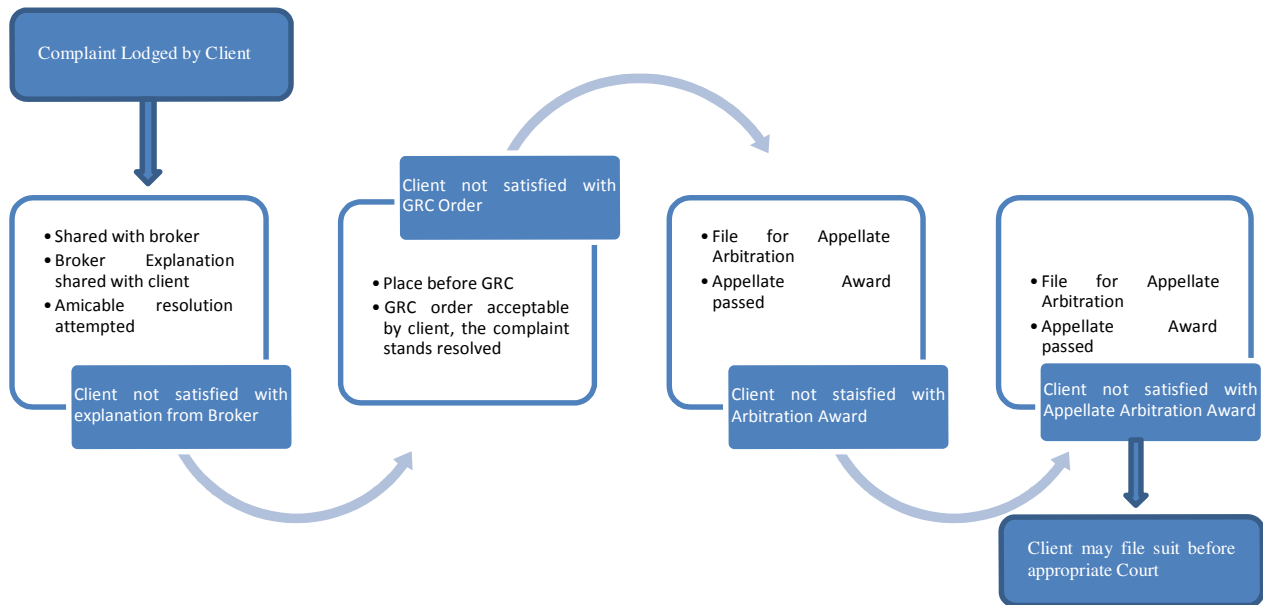 Complaint Lodged by Client
• Shared with broker
• Broker Explanation
shared with client
• Amicable resolution
attempted
Client not satisfied with
explanation from Broker
Client not satisfied with
GRC Order
• Place before GRC
• GRC order acceptable
by client, the complaint
stands resolved
• File for Appellate
Arbitration
• Appellate Award
passed
Client not staisfied with
Arbitration Award
• File for Appellate
Arbitration
• Appellate Award
passed
Client not satisfied with
Appellate Arbitration Award
Client may file suit before
appropriate Court